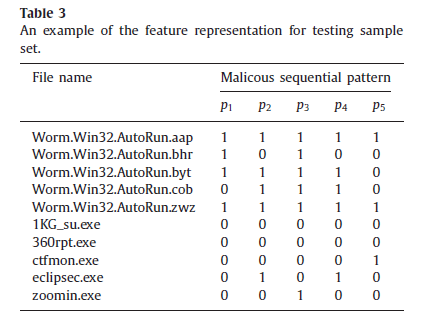 Table 3
An example of the feature representation for testing sample
set.
File name Malicous sequential pattern
p1 p2 p3 p4 p5
Worm.Win32.AutoRun.aap 1 1 1 1 1
Worm.Win32.AutoRun.bhr 1 0 1 0 0
Worm.Win32.AutoRun.byt 1 1 1 1 0
Worm.Win32.AutoRun.cob 0 1 1 1 0
Worm.Win32.AutoRun.zwz 1 1 1 1 1
1KG_su.exe 0 0 0 0 0
360rpt.exe 0 0 0 0 0
ctfmon.exe 0 0 0 0 1
eclipsec.exe 0 1 0 1 0
zoomin.exe 0 0 1 0 0